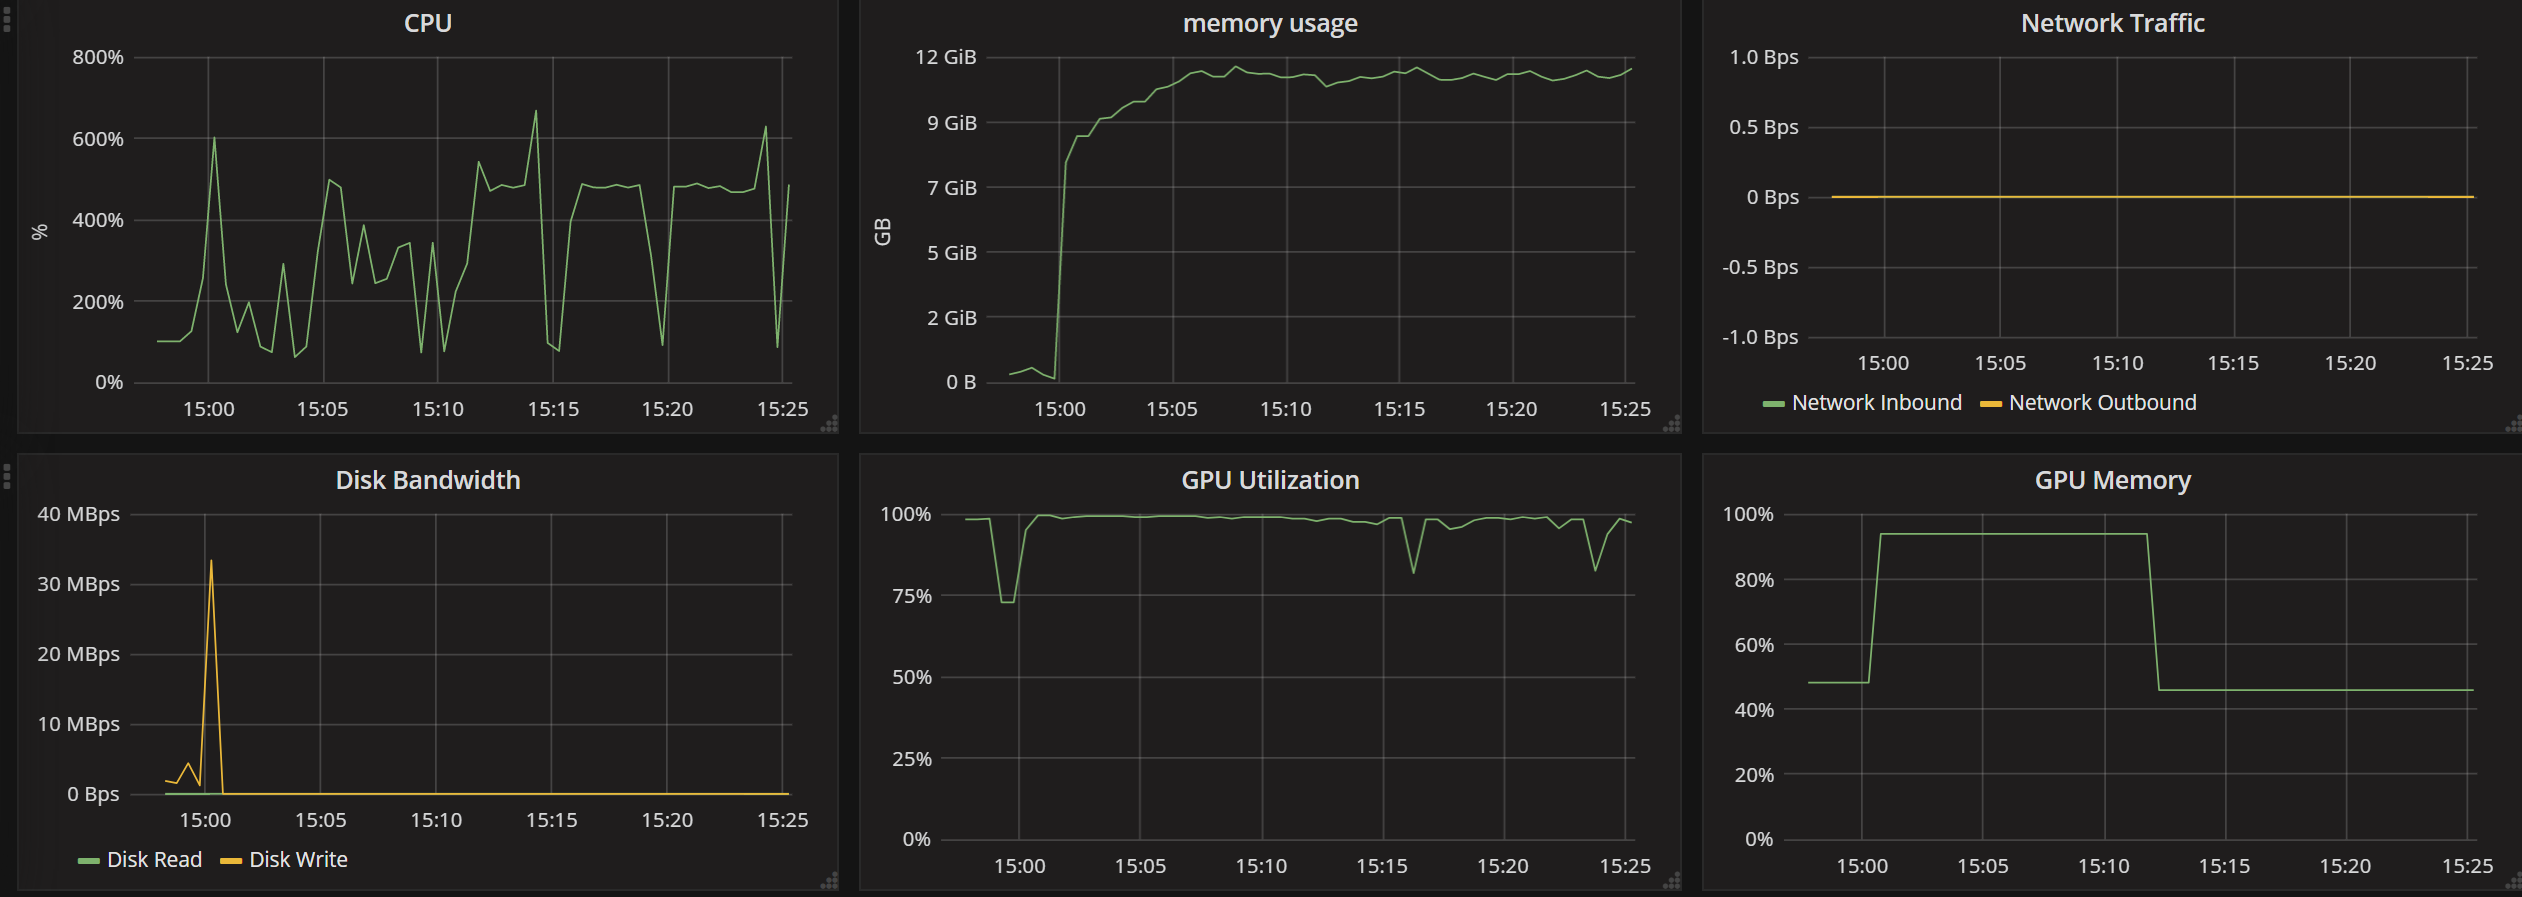 CPU
800%
600%
400%
200%
0%
%
15:00 15:05 15:10 15:15 15:20 15:25
memory usage
12 GiB
9 GiB
7 GiB
5 GiB
2 GiB
0 B
GB
15:00 15:05 15:10 15:15 15:20 15:25
Network Traffic
1.0 Bps
0.5 Bps
0 Bps
-0.5 Bps
-1.0 Bps
15:00 15:05 15:10 15:15 15:20 15:25
Network Inbound Network Outbound
Disk Bandwidth
40 MBps
30 MBps
20 MBps
10 MBps
0 Bps
15:00 15:05 15:10 15:15 15:20 15:25
Disk Read Disk Write
GPU Utilization
100%
75%
50%
25%
0%
15:00 15:05 15:10 15:15 15:20 15:25
GPU Memory
100%
80%
60%
40%
20%
0%
15:00 15:05 15:10 15:15 15:20 15:25